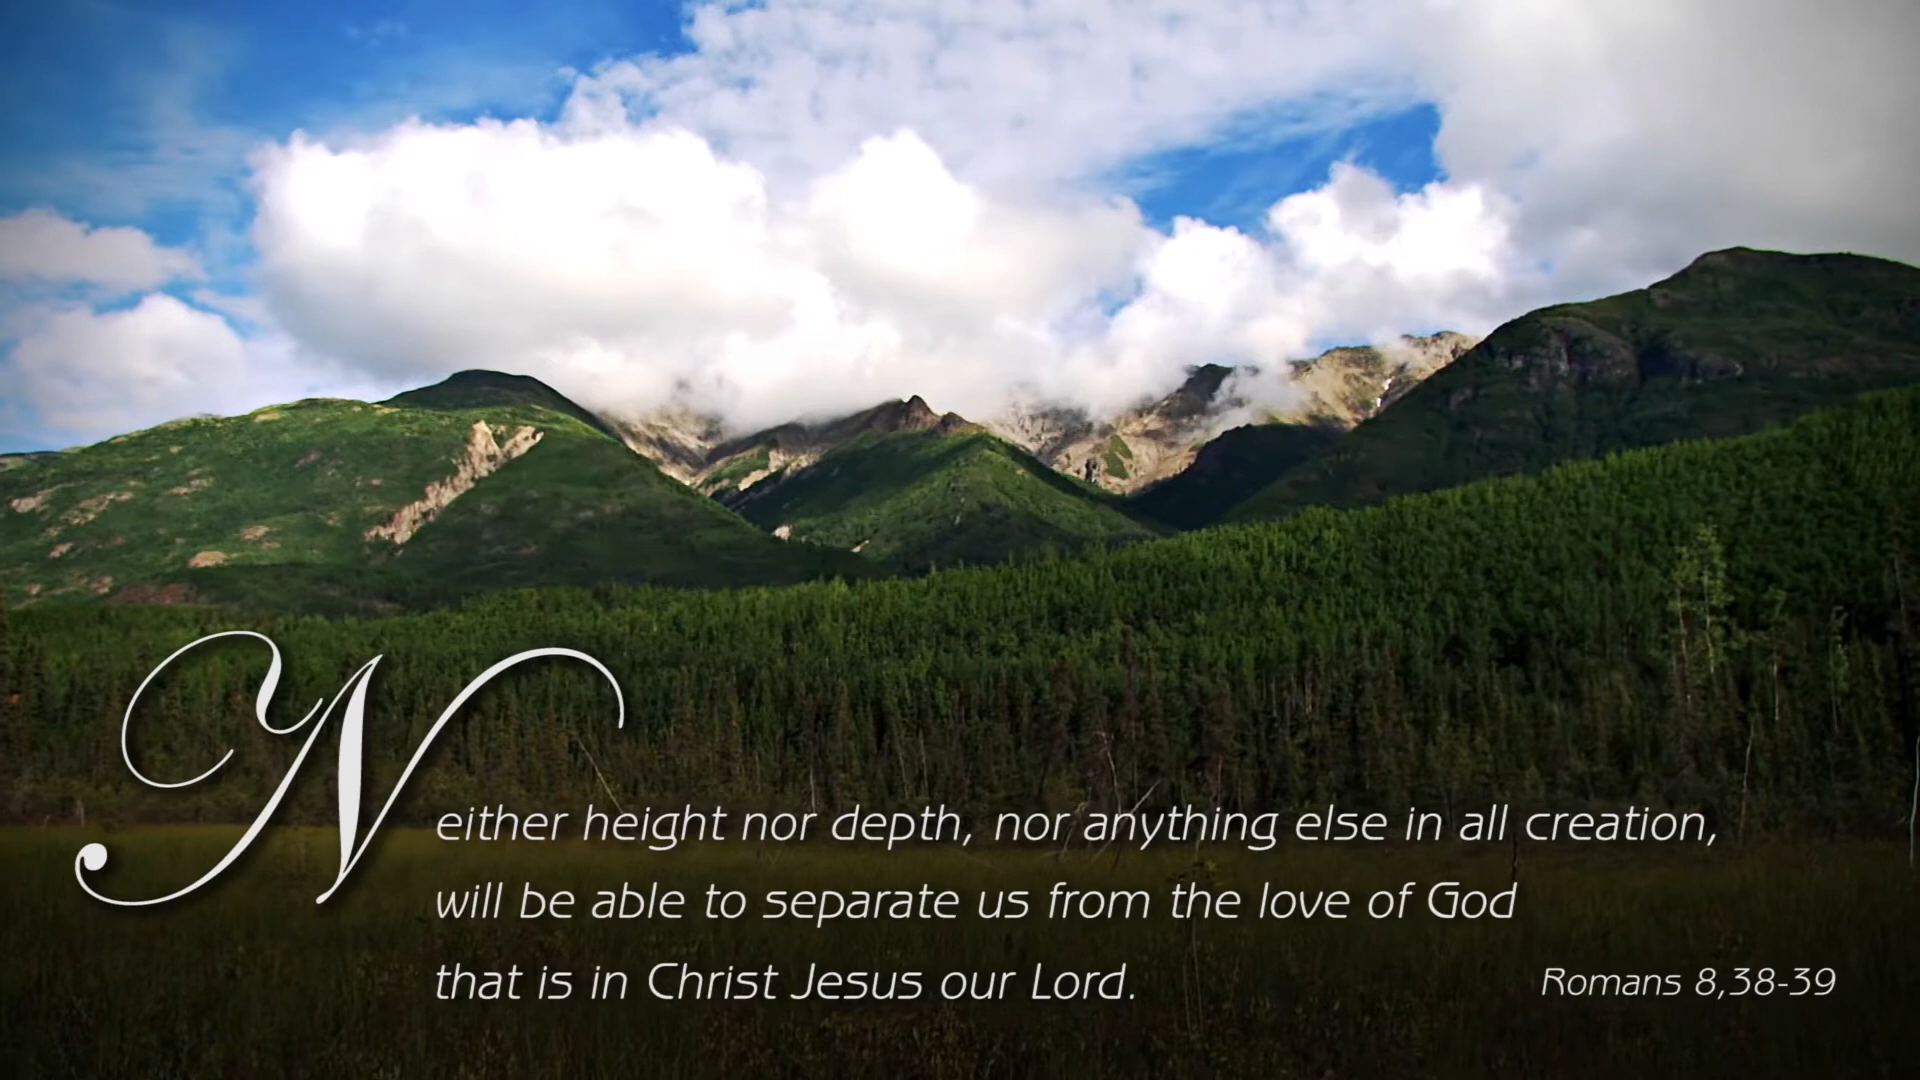 Neither height nor depth, nor anything else in all creation,
will be able to separate us from the love of God
that is in Christ Jesus our Lord.
Romans 8,38-39